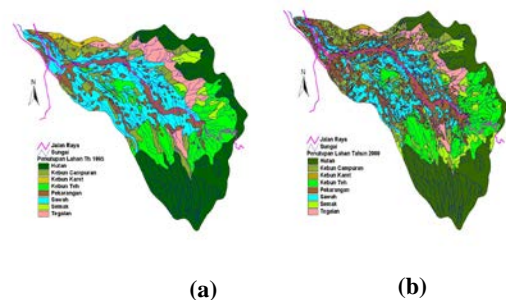 N
Jalan Raya
Sungai
Penutupan Lahan Th 1995
Hutan
Kebun Campuran
Kebun Karet
Kebun Teh
Pekarangan
Sawah
Semak
Tegalan
(a)
N
Jalan Raya
Sungai
Penutupan Lahan Tahun
Hutan
Kebun Campuran
Kebun Karet
Kebun Teh
Pekarangan
Sawah
Semak
Tegalan
(b)